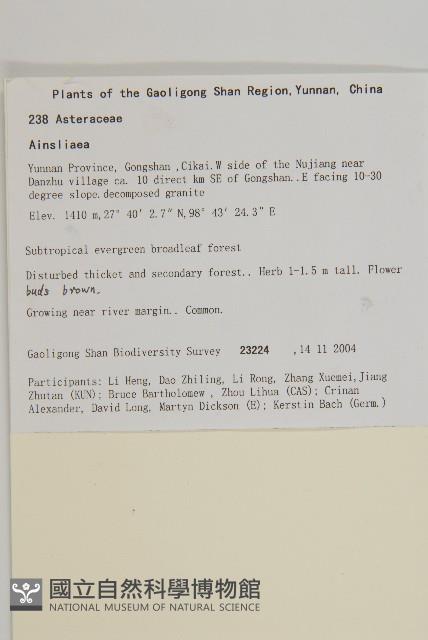 Plants of the Gaoligong Shan Region, Yunnan, China
238 Asteraceae
Ainsliaea
Yunnan Province, Gongshan ,Cikai. W side of the Nujiang near
Danzhu village ca. 10 direct km SE of Gongshan.. E facing 10-30
degree slope. decomposed granite
Elev. 1410 m, 27° 40′ 2.7″ N, 98° 43′ 24.3″ E
Subtropical evergreen broadleaf forest
Disturbed thicket and secondary forest.. Herb 1-1.5 m tall. Flower
buds brown.
Growing near river margin.. Common.
Gaoligong Shan Biodiversity Survey 23224 , 14 11 2004
Participants: Li Heng, Dao Zhiling, Li Rong, Zhang Xuemei, Jiang
Zhutan (KUN); Bruce Bartholomew , Zhou Lihua (CAS); Crinan
Alexander, David Long, Martyn Dickson (E); Kerstin Bach (Germ.)
國立自然科學博物館
NATIONAL MUSEUM OF NATURAL SCIENCE